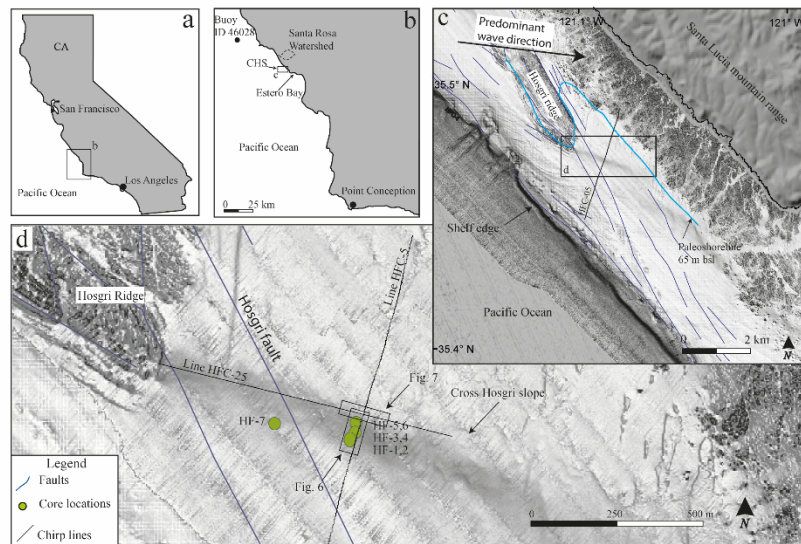 a
CA
San Francisco
b
Los Angeles
Pacific Ocean
b
Buoy
ID 46028
Santa Rosa
Watershed
CHS
c
Estero Bay
Pacific Ocean
Point Conception
0 25 km
c
121.1° W
121° W
Predominant
wave direction
Hosgri ridge
Santa Lucia mountain range
35.5° N
d
HFC-05
Shelf edge
Paleoshoreline
65 m bsl
Pacific Ocean
35.4° N
0 2 km
N
d
Hosgri Ridge
Hosgri fault
Line HFC-5
Line HFC-25
Fig. 7
Cross Hosgri slope
HF-7
HF-5,6
HF-3,4
HF-1,2
Fig. 6
Legend
Faults
Core locations
Chirp lines
0 250 500 m
N